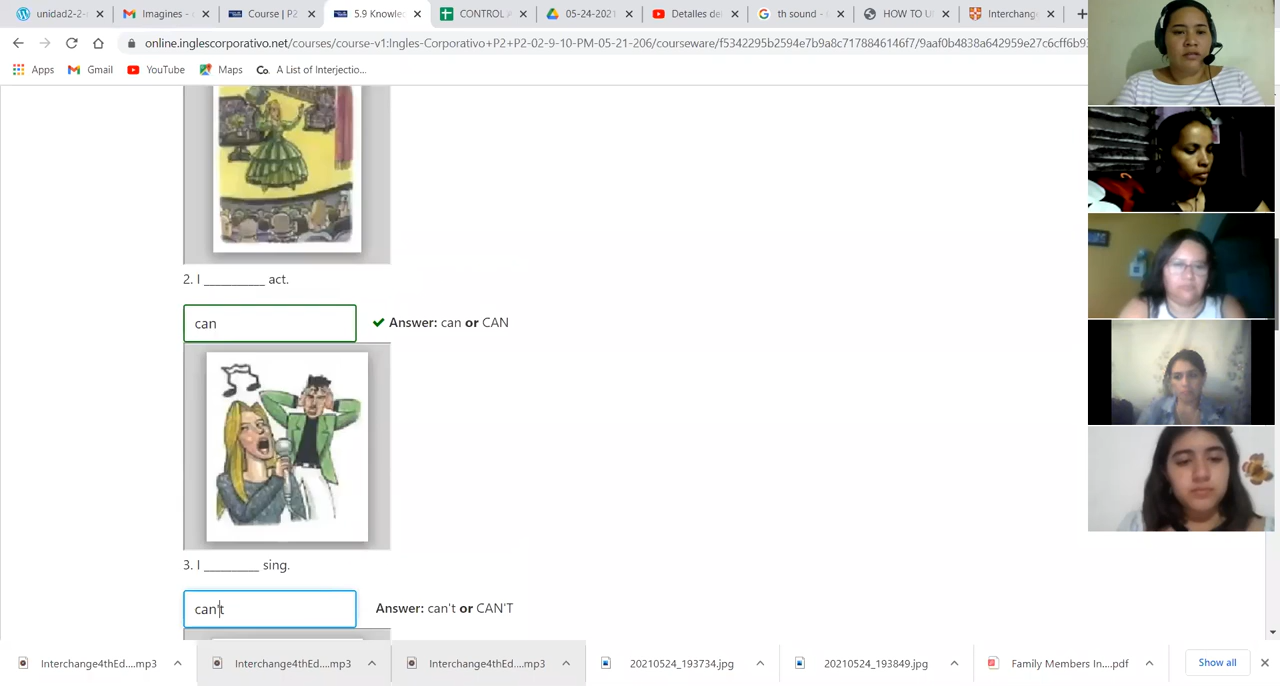 unidad2-2-
Imagines -
Course | P2
5.9 Knowle
CONTROL
05-24-2021
Detalles de
th sound -
HOW TO U
Interchange
online.inglescorporativo.net/courses/course-v1:Ingles-Corporativo+P2+P2-02-9-10-PM-05-21-206/courseware/f5342295b2594e7b9a8c7178846146f7/9aaf0b4838a642959e27c6cff6b9
Apps
Gmail
YouTube
Maps
Co.
A List of Interjectio...
2. I __________ act.
can
Answer: can or CAN
3. I _________ sing.
can't
Answer: can't or CAN'T
Interchange4thEd....mp3
Interchange4thEd....mp3
Interchange4thEd....mp3
20210524_193734.jpg
20210524_193849.jpg
Family Members In....pdf
Show all